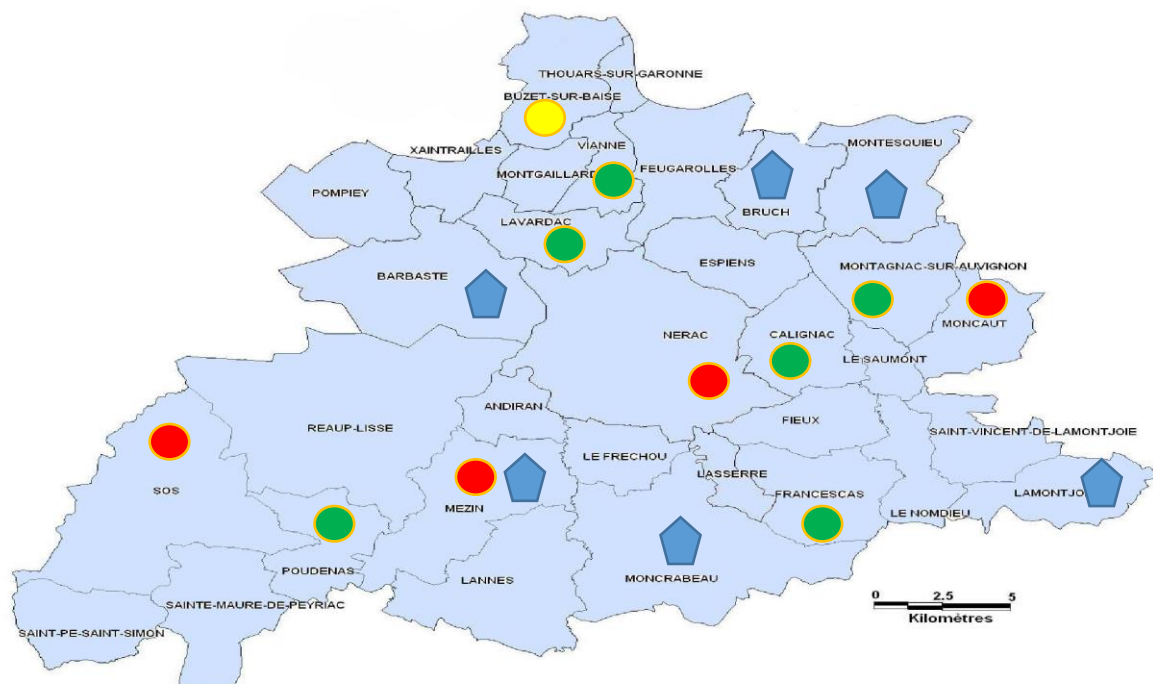 THOUARS-SUR-GARONNE
BUZET-SUR-BAISE
XAINTRAILLES
VIANNE
MONTESQUIEU
MONTGAILLARD
FEUGAROLLES
POMPIEY
BRUCH
LAVARDAC
ESPIENS
MONTAGNAC-SUR-AUVIGNON
BARBASTE
MONCAUT
NERAC
CALIGNAC
LE SAUMONT
ANDIRAN
REAUP-LISSE
FIEUX
SAINT-VINCENT-DE-LAMONTJOIE
LE FRECHOU
LASSERRE
SOS
FRANCESCAS
LAMONTJO
MEZIN
LE NOMDIEU
POUDENAS
LANNES
MONCRABEAU
SAINTE-MAURE-DE-PEYRIAC
SAINT-PE-SAINT-SIMON
0 2.5 5
Kilométres